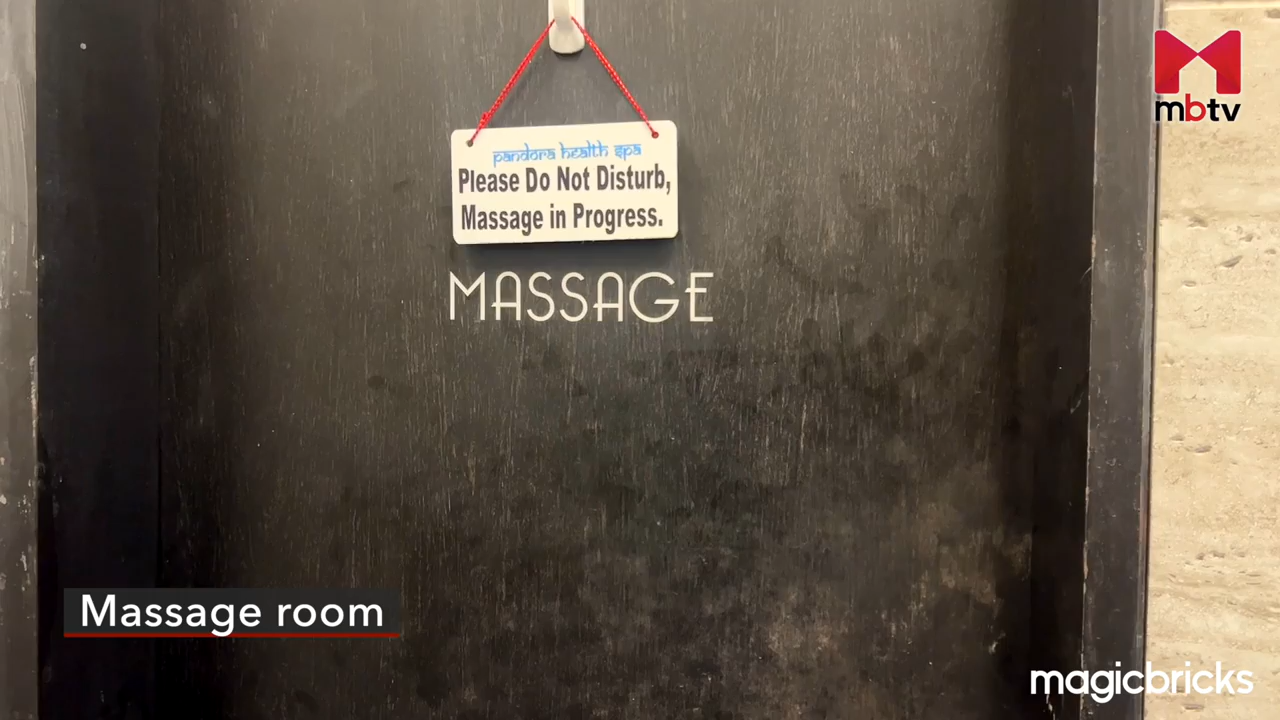 mbtv
pandora health spa
Please Do Not Disturb,
Massage in Progress.
MASSAGE
Massage room
magicbricks